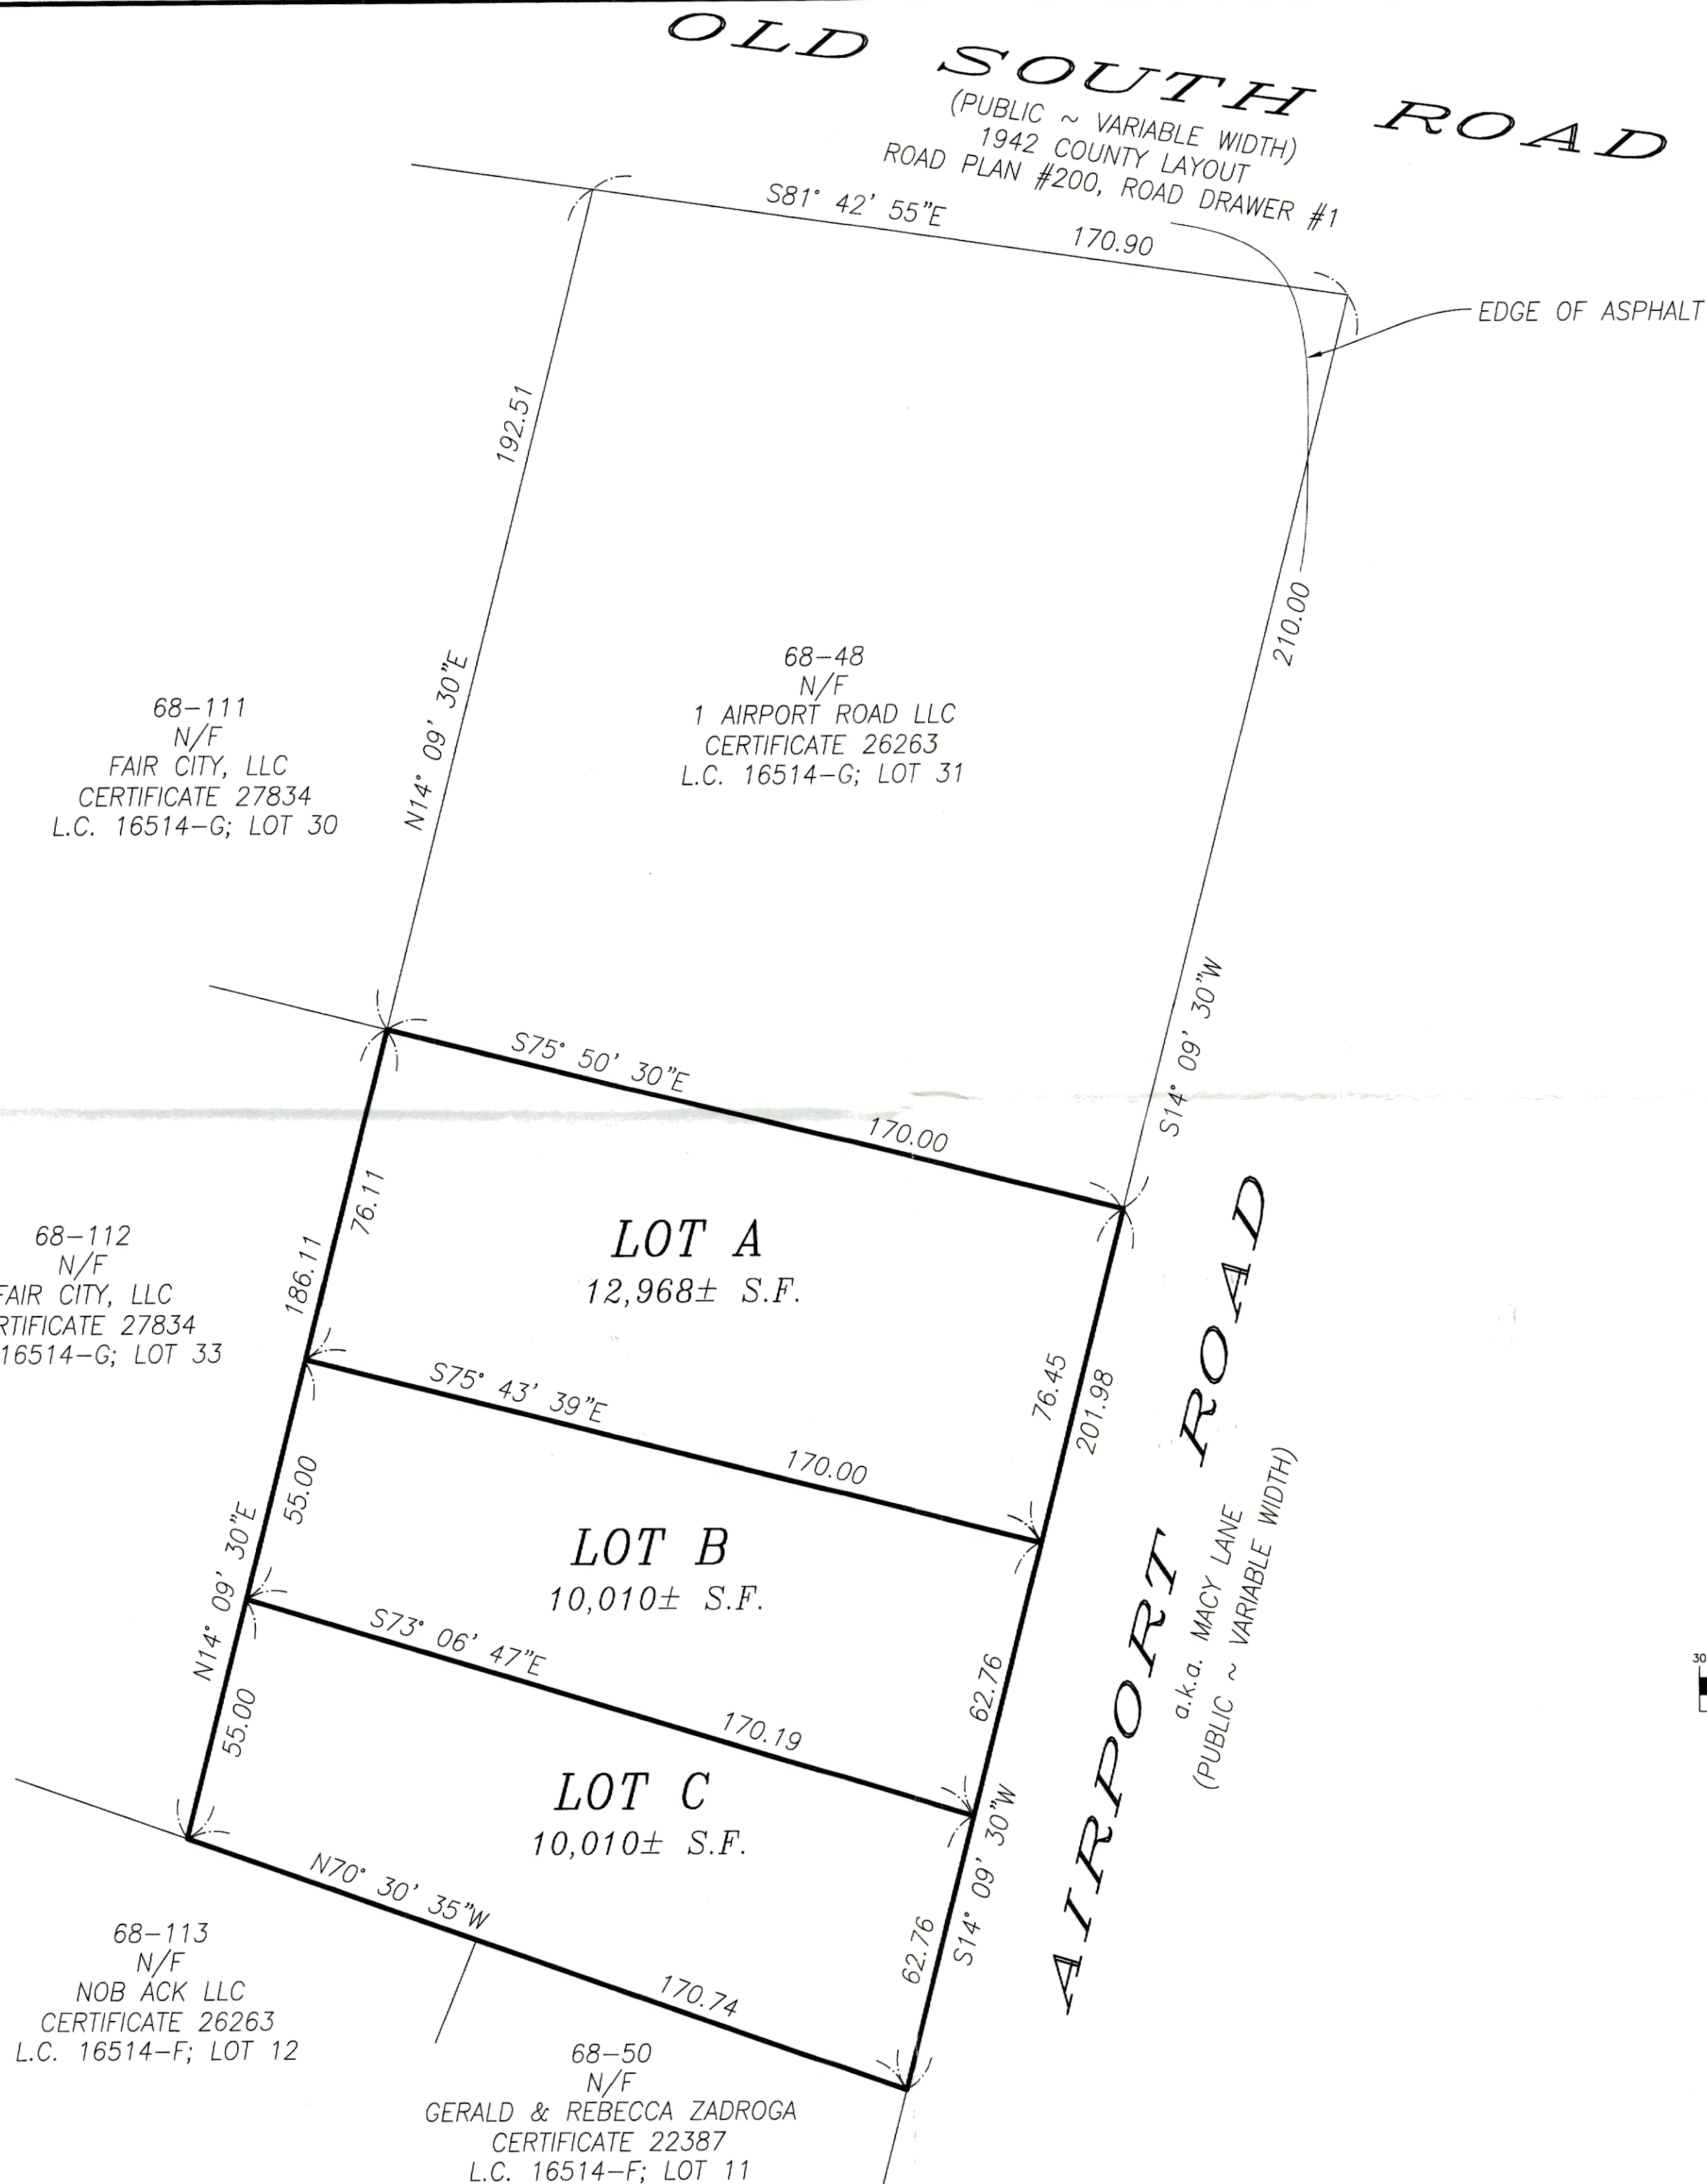 OLD SOUTH ROAD
(PUBLIC ~ VARIABLE WIDTH)
1942 COUNTY LAYOUT
ROAD PLAN #200, ROAD DRAWER #1
S81° 42' 55"E
170.90
EDGE OF ASPHALT
192.51
N14° 09' 30"E
210.00
S14° 09' 30"W
68-48
N/F
1 AIRPORT ROAD LLC
CERTIFICATE 26263
L.C. 16514-G; LOT 31
68-111
N/F
FAIR CITY, LLC
CERTIFICATE 27834
L.C. 16514-G; LOT 30
S75° 50' 30"E
170.00
76.11
186.11
LOT A
12,968± S.F.
76.45
201.98
68-112
N/F
FAIR CITY, LLC
RTIFICATE 27834
16514-G; LOT 33
S75° 43' 39"E
170.00
55.00
N14° 09' 30"E
LOT B
10,010± S.F.
62.76
AIRPORT ROAD
a.k.a. MACY LANE
(PUBLIC ~ VARIABLE WIDTH)
30
S73° 06' 47"E
170.19
55.00
LOT C
10,010± S.F.
62.76
S14° 09' 30"W
N70° 30' 35"W
170.74
68-113
N/F
NOB ACK LLC
CERTIFICATE 26263
L.C. 16514-F; LOT 12
68-50
N/F
GERALD & REBECCA ZADROGA
CERTIFICATE 22387
L.C. 16514-F; LOT 11